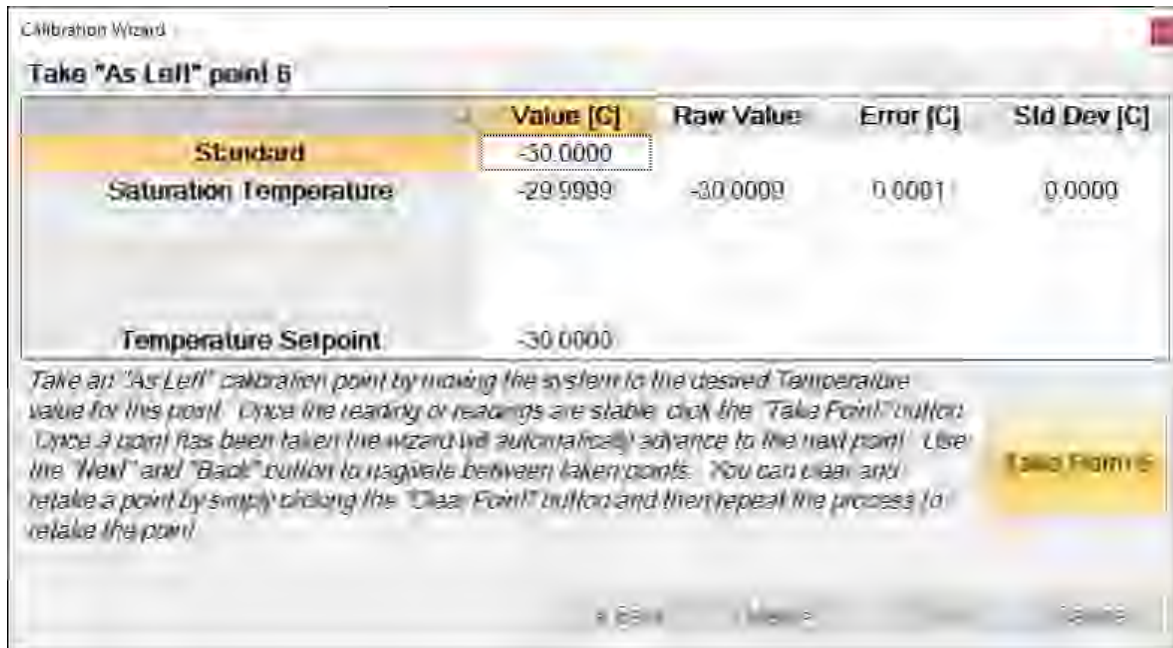 Calibration Wizard
Take "As Left" point 6
Value [C] Raw Value Error [C] Std Dev [C]
Standard -30.0000
Saturation Temperature -29.9999 -30.0009 0.0001 0.0000
Temperature Setpoint -30.0000
Take an "As Left" calibration point by moving the system to the desired Temperature
value for this point. Once the reading or readings are stable, click the "Take Point" button.
Once a point has been taken the wizard will automatically advance to the next point. Use
the "Next" and "Back" button to navigate between taken points. You can clear and
retake a point by simply clicking the "Clear Point" button and then repeat the process to
retake the point.
Take Point 6